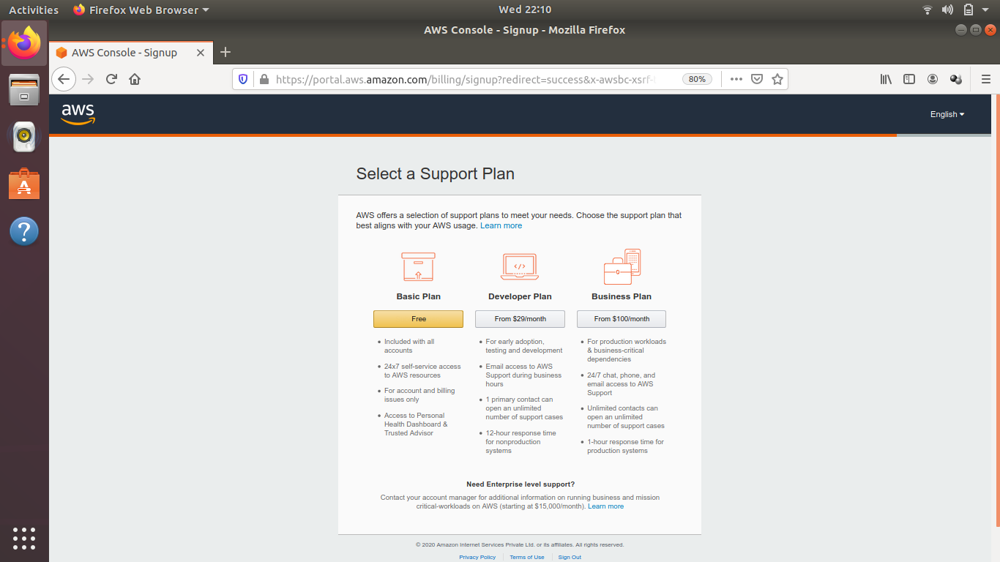 Activities
Firefox Web Browser
Wed 22:10
AWS Console - Signup - Mozilla Firefox
AWS Console - Signup
https://portal.aws.amazon.com/billing/signup?redirect=success&x-awsbc-xsrf-
80%
aws
English
Select a Support Plan
AWS offers a selection of support plans to meet your needs. Choose the support plan that
best aligns with your AWS usage. Learn more
Basic Plan
Free
• Included with all
accounts
• 24x7 self-service access
to AWS resources
• For account and billing
issues only
• Access to Personal
Health Dashboard &
Trusted Advisor
Developer Plan
From $29/month
• For early adoption,
testing and development
• Email access to AWS
Support during business
hours
• 1 primary contact can
open an unlimited
number of support cases
• 12-hour response time
for nonproduction
systems
Business Plan
From $100/month
• For production workloads
& business-critical
dependencies
• 24/7 chat, phone, and
email access to AWS
Support
• Unlimited contacts can
open an unlimited
number of support cases
• 1-hour response time for
production systems
Need Enterprise level support?
Contact your account manager for additional information on running business and mission
critical-workloads on AWS (starting at $15,000/month). Learn more
© 2020 Amazon Internet Services Private Ltd. or its affiliates. All rights reserved.
Privacy Policy | Terms of Use | Sign Out